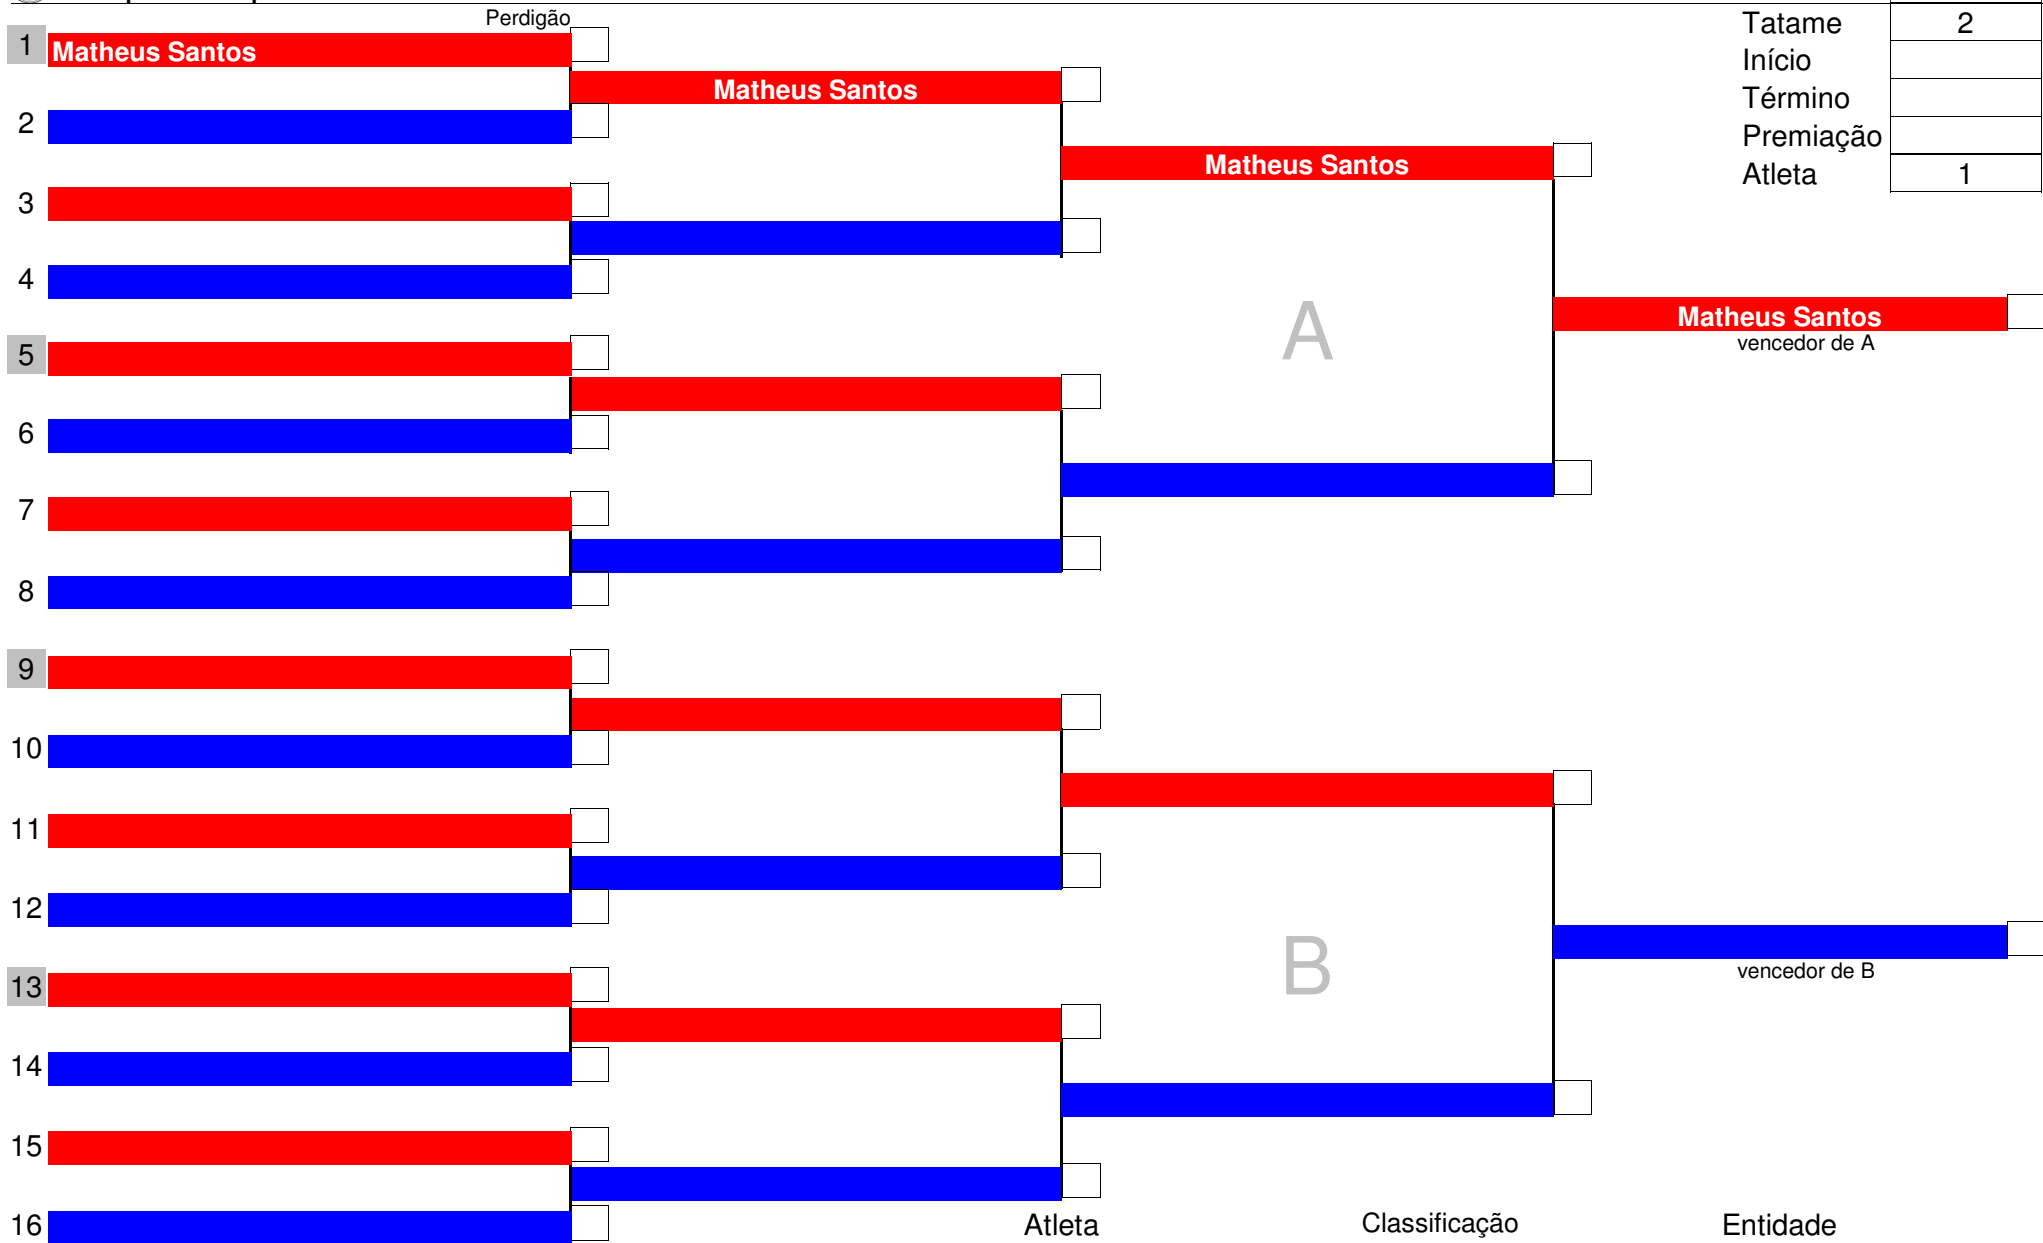 Perdigão
Tatame 2
1 Matheus Santos
Início
Matheus Santos
Término
2
Premiação
Matheus Santos
Atleta 1
3
4
Matheus Santos
A
vencedor de A
5
6
7
8
9
10
11
12
B
vencedor de B
13
14
15
16
Atleta Classificação Entidade